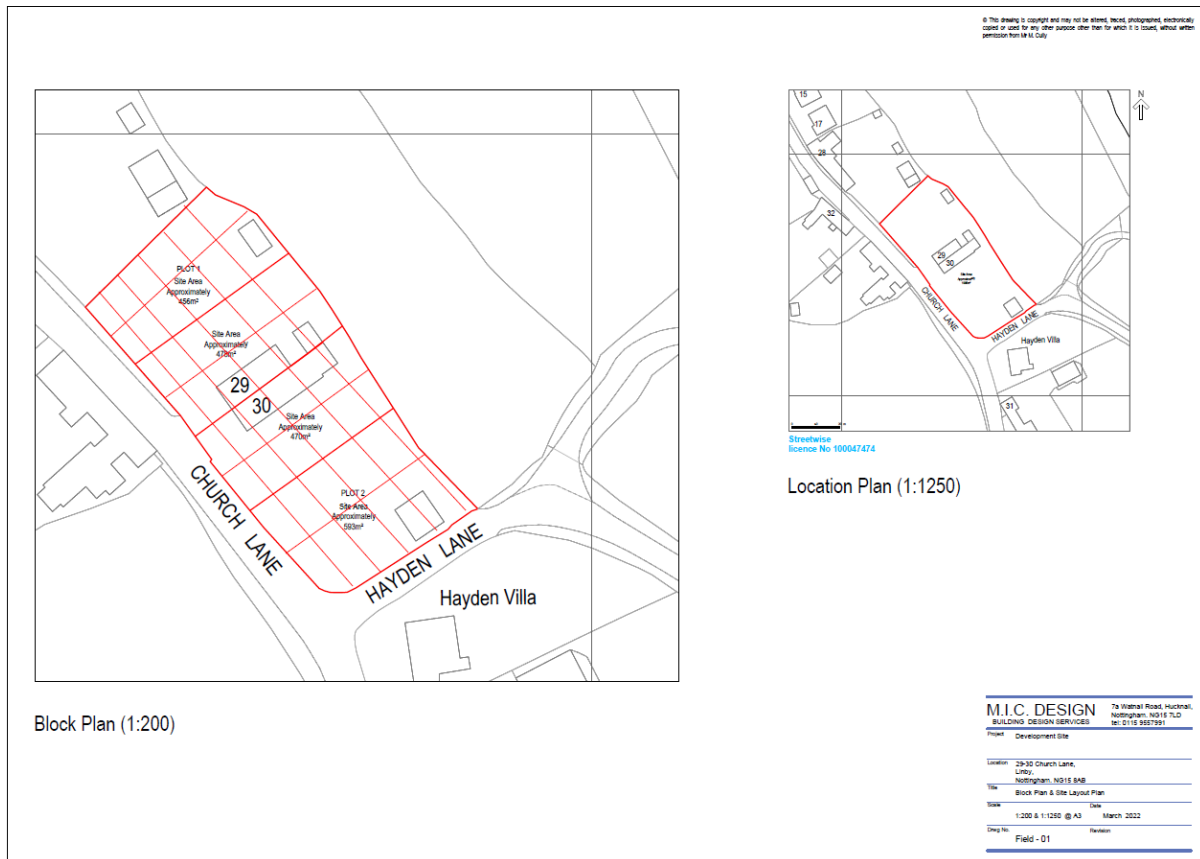 © This drawing is copyright and may not be altered, traced, photographed, electronically
copied or used for any other purpose other than for which it is issued, without written
permission from Mr M. Cully
PLOT 1
Site Area
Approximately
456m²
Site Area
Approximately
472m²
29
30
Site Area
Approximately
470m²
PLOT 2
Site Area
Approximately
593m²
CHURCH LANE
HAYDEN LANE
Hayden Villa
Block Plan (1:200)
N
15
17
28
32
29
30
CHURCH LANE
HAYDEN LANE
Hayden Villa
31
Streetwise
licence No 100047474
Location Plan (1:1250)
M.I.C. DESIGN
BUILDING DESIGN SERVICES
7a Watnall Road, Hucknall,
Nottingham. NG15 7LD
tel: 0115 9557991
Project Development Site
Location 29-30 Church Lane,
Linby,
Nottingham. NG15 8AB
Title
Block Plan & Site Layout Plan
Scale Date
1:200 & 1:1250 @ A3 March 2022
Drwg No. Revision
Field - 01